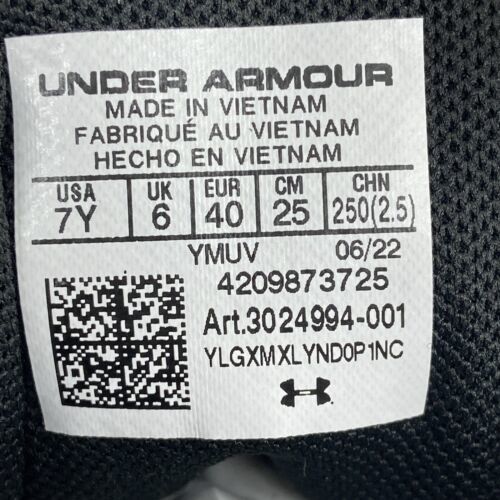 UNDER ARMOUR
MADE IN VIETNAM
FABRIQUÉ AU VIETNAM
HECHO EN VIETNAM
USA UK EUR CM CHN
7Y 6 40 25 250(2.5)
YMUV 06/22
4209873725
Art.3024994-001
YLGXMXLYND0P1NC